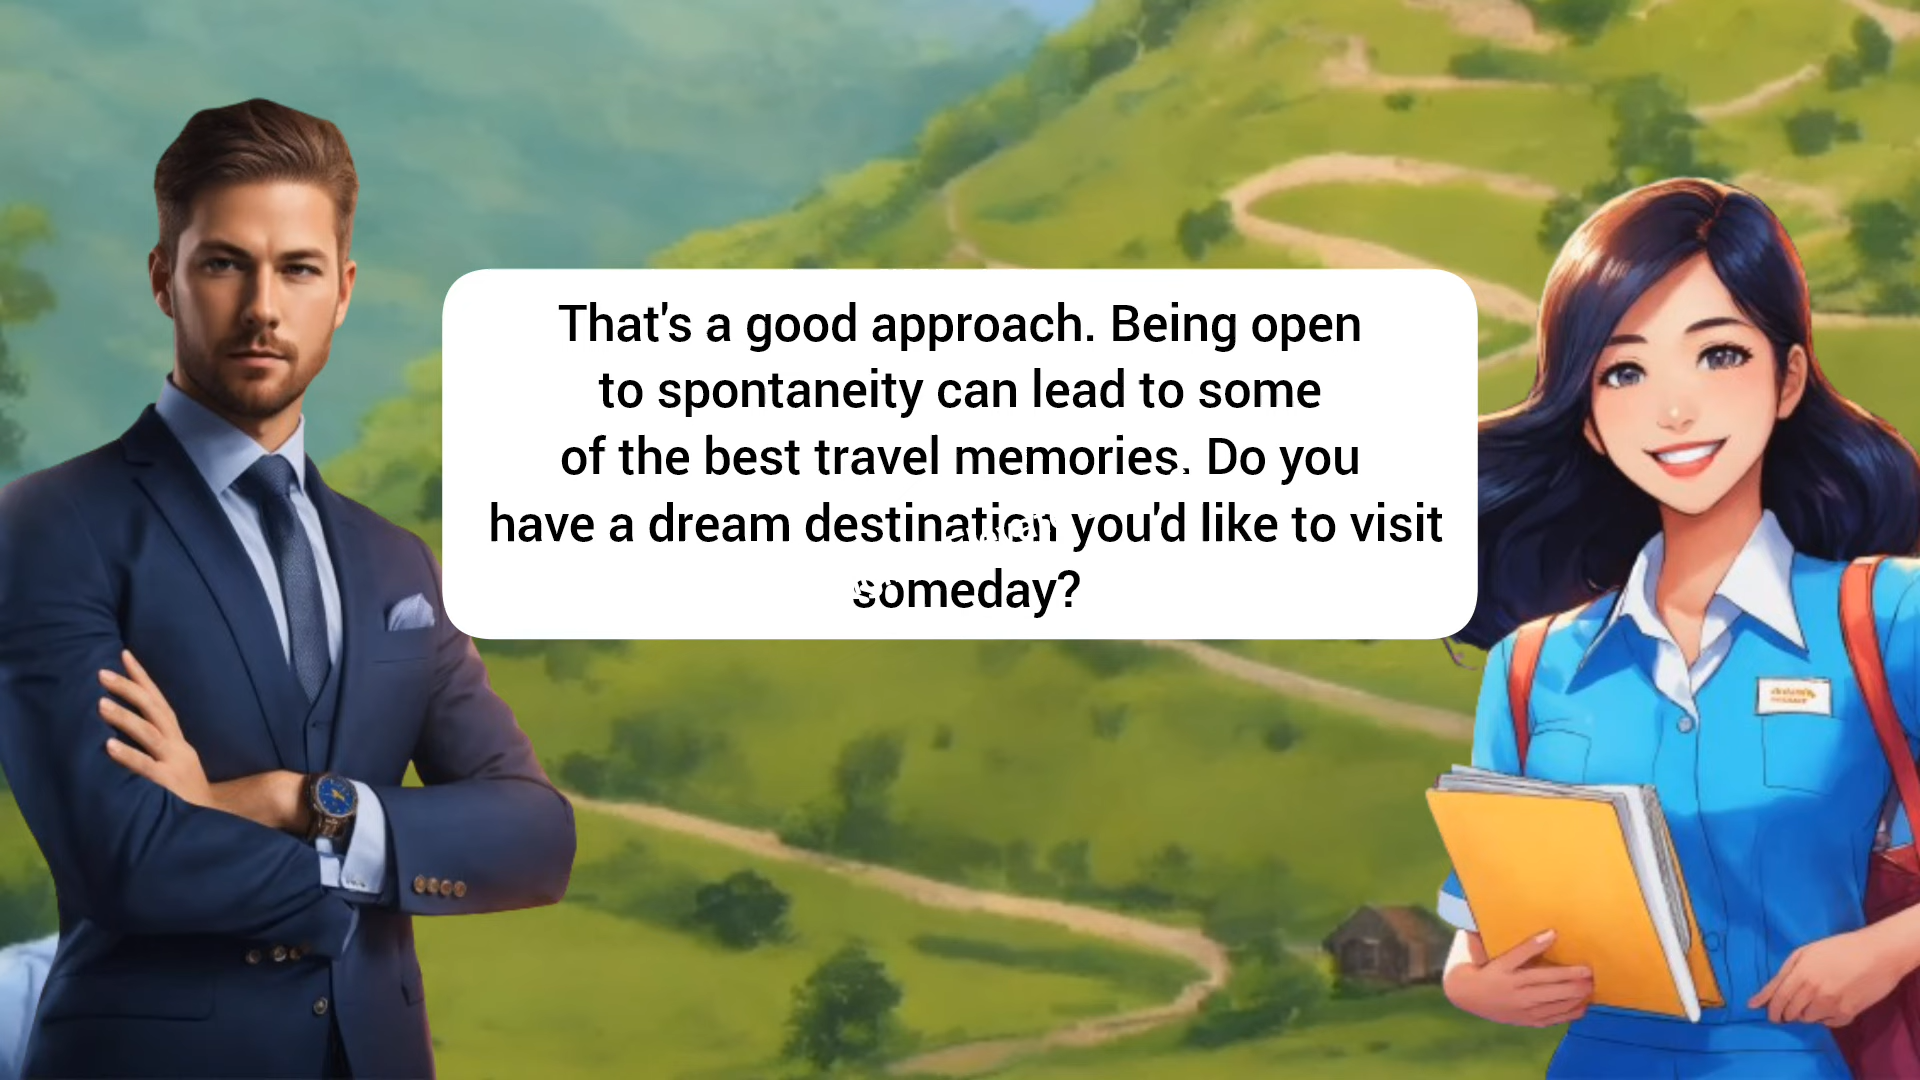 That's a good approach. Being open
to spontaneity can lead to some
of the best travel memories. Do you
have a dream destination you'd like to visit
someday?